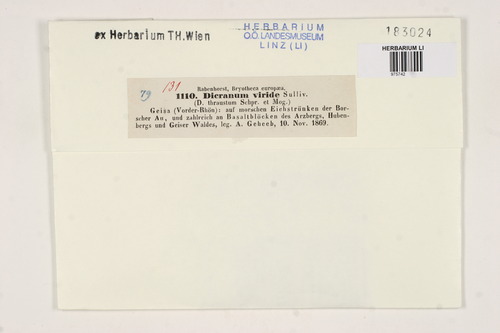 ex Herbarium TH.Wien
HERBARIUM
O.Ö. LANDESMUSEUM
LINZ (LI)
183024
HERBARIUM LI
975742
79 131
Rabenhorst, Bryotheca europaea.
1110. Dicranum viride Sulliv.
(D. thraustum Schpr. et Mog.)
Geisa (Vorder-Rhön): auf morschen Eichstrünken der Bor-
scher Au, und zahlreich an Basaltblöcken des Arzbergs, Huben-
bergs und Geiser Waldes, leg. A. Geheeb, 10. Nov. 1869.